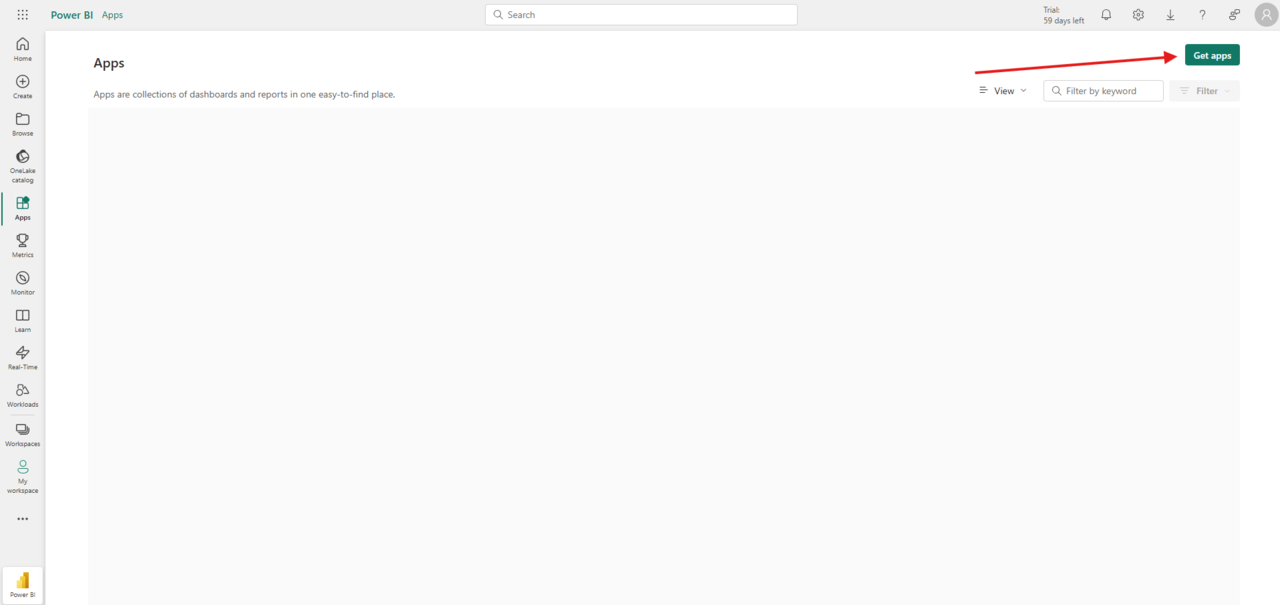 Power BI Apps
Search
Trial:
59 days left
Home
Create
Browse
OneLake
catalog
Apps
Metrics
Monitor
Learn
Real-Time
Workloads
Workspaces
My
workspace
Power BI
Apps
Get apps
Apps are collections of dashboards and reports in one easy-to-find place.
View
Filter by keyword
Filter